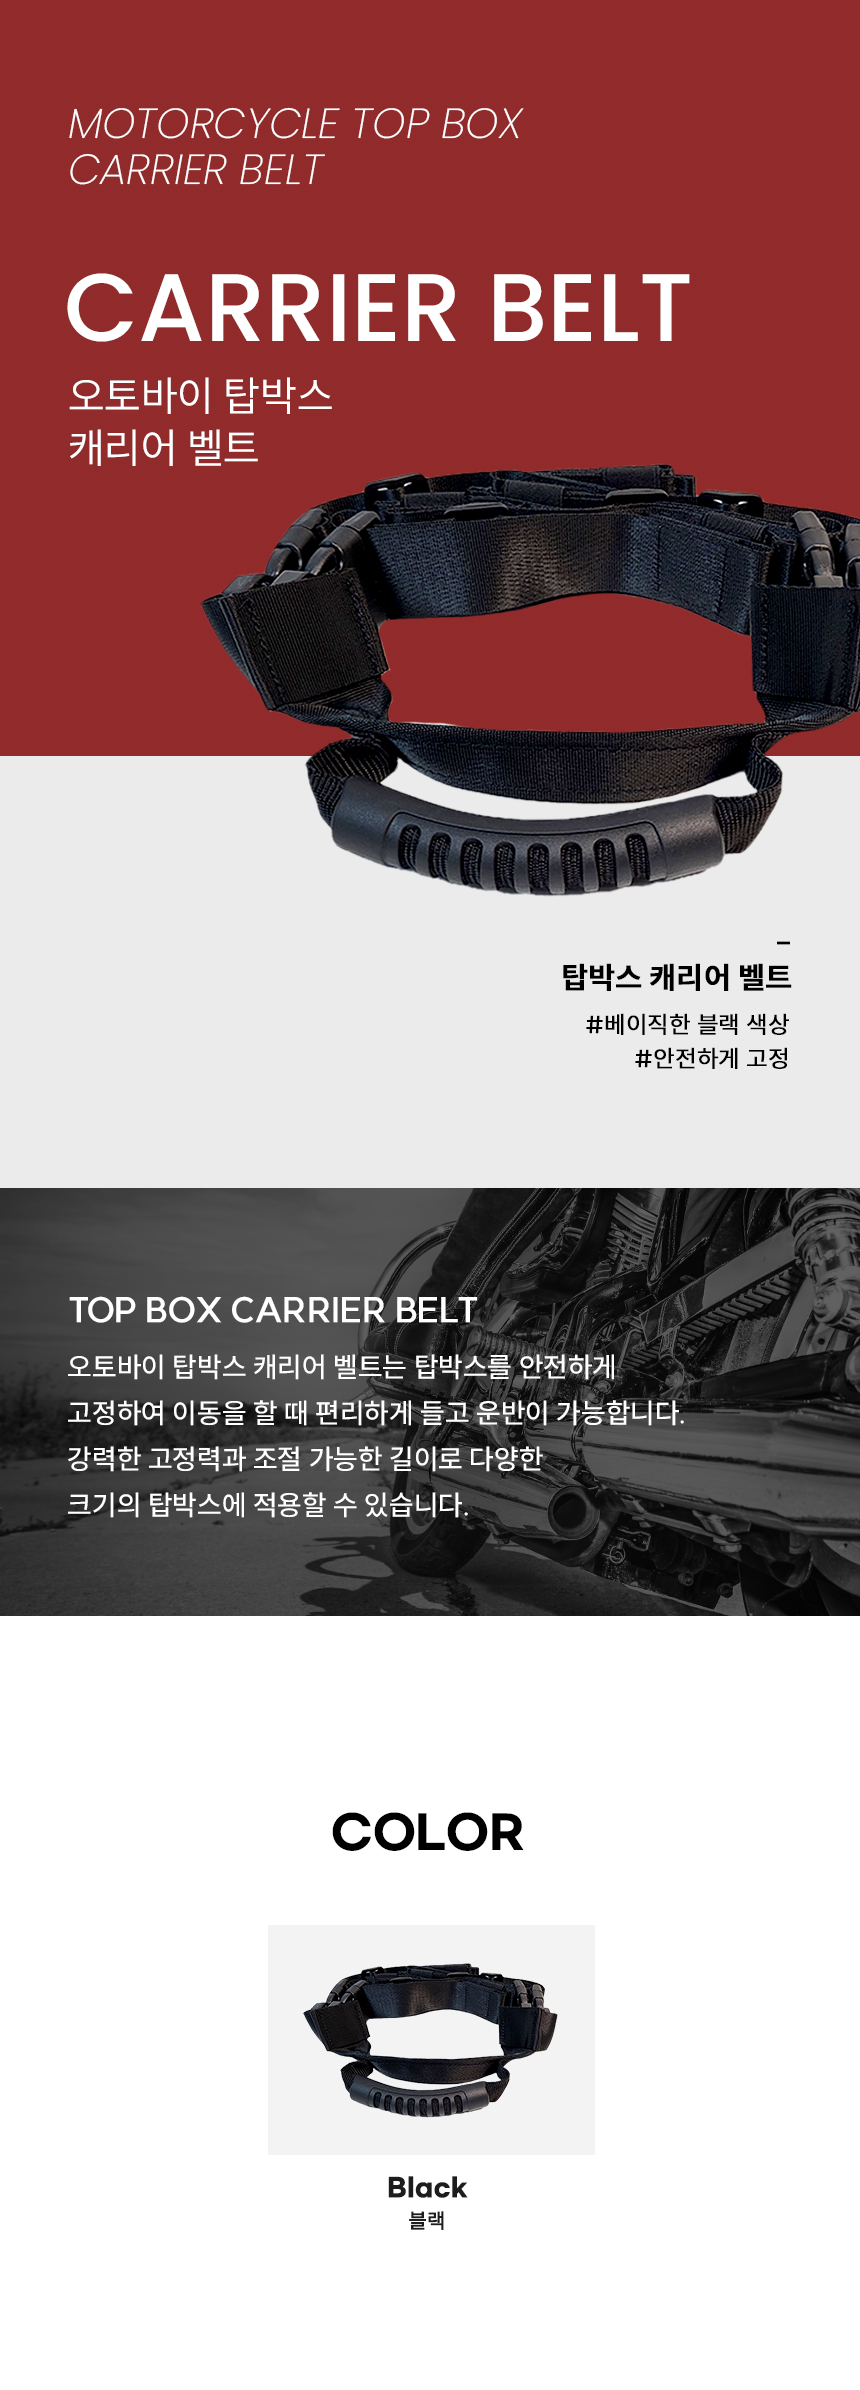 MOTORCYCLE TOP BOX
CARRIER BELT
CARRIER BELT
오토바이 탑박스
캐리어 벨트
탑박스 캐리어 벨트
#베이직한 블랙 색상
#안전하게 고정
TOP BOX CARRIER BELT
오토바이 탑박스 캐리어 벨트는 탑박스를 안전하게
고정하여 이동을 할 때 편리하게 들고 운반이 가능합니다.
강력한 고정력과 조절 가능한 길이로 다양한
크기의 탑박스에 적용할 수 있습니다.
COLOR
Black
블랙